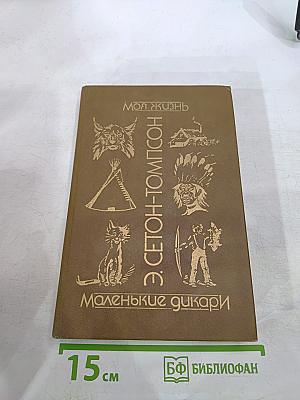 Моя жизнь
Э. СЕТОН-ТОМПСОН
Маленькие дикари
15 см
БФ БИБЛИОФАН